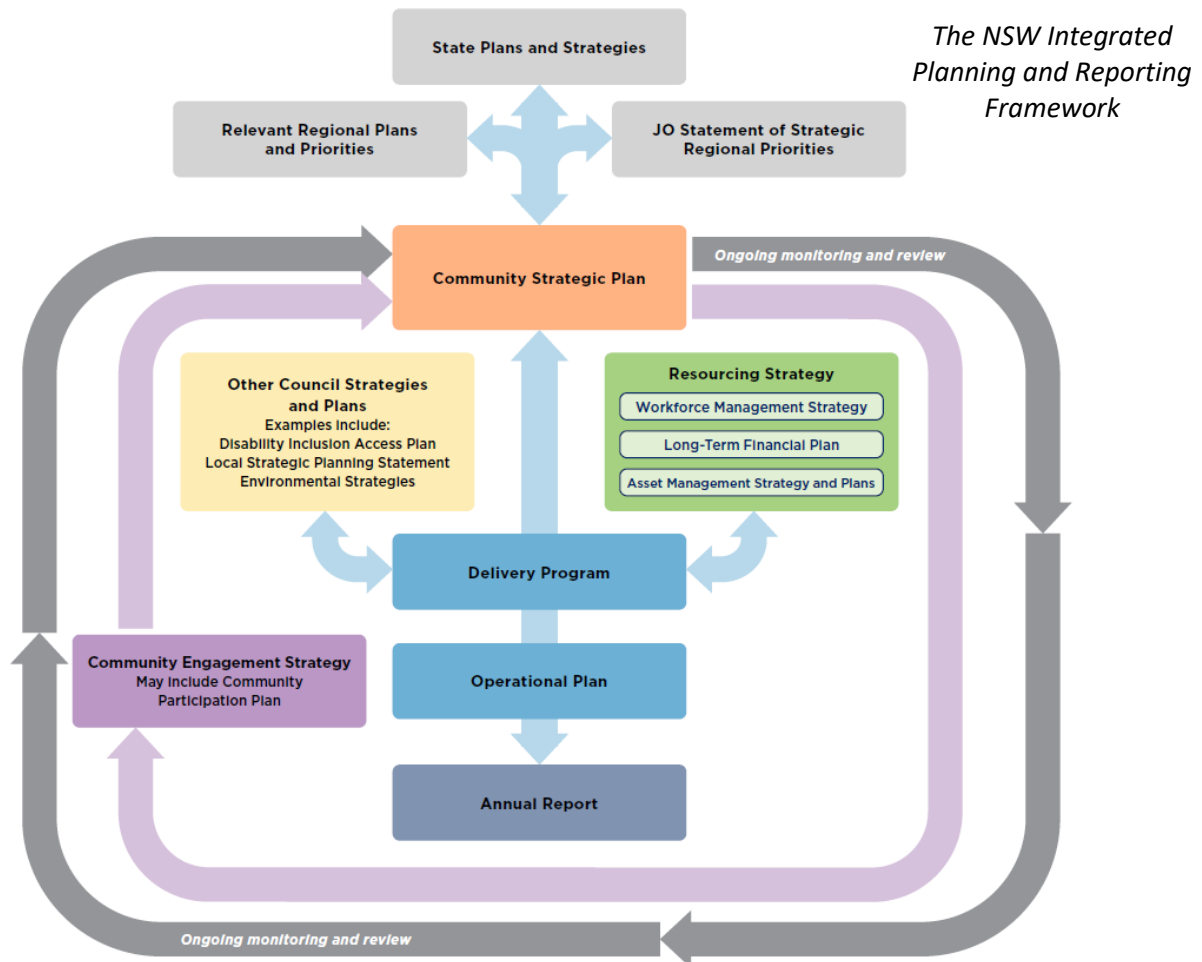 The NSW Integrated
Planning and Reporting
Framework
State Plans and Strategies
Relevant Regional Plans
and Priorities
JO Statement of Strategic
Regional Priorities
Community Strategic Plan
Ongoing monitoring and review
Other Council Strategies
and Plans
Examples include:
Disability Inclusion Access Plan
Local Strategic Planning Statement
Environmental Strategies
Resourcing Strategy
Workforce Management Strategy
Long-Term Financial Plan
Asset Management Strategy and Plans
Delivery Program
Community Engagement Strategy
May include Community
Participation Plan
Operational Plan
Annual Report
Ongoing monitoring and review